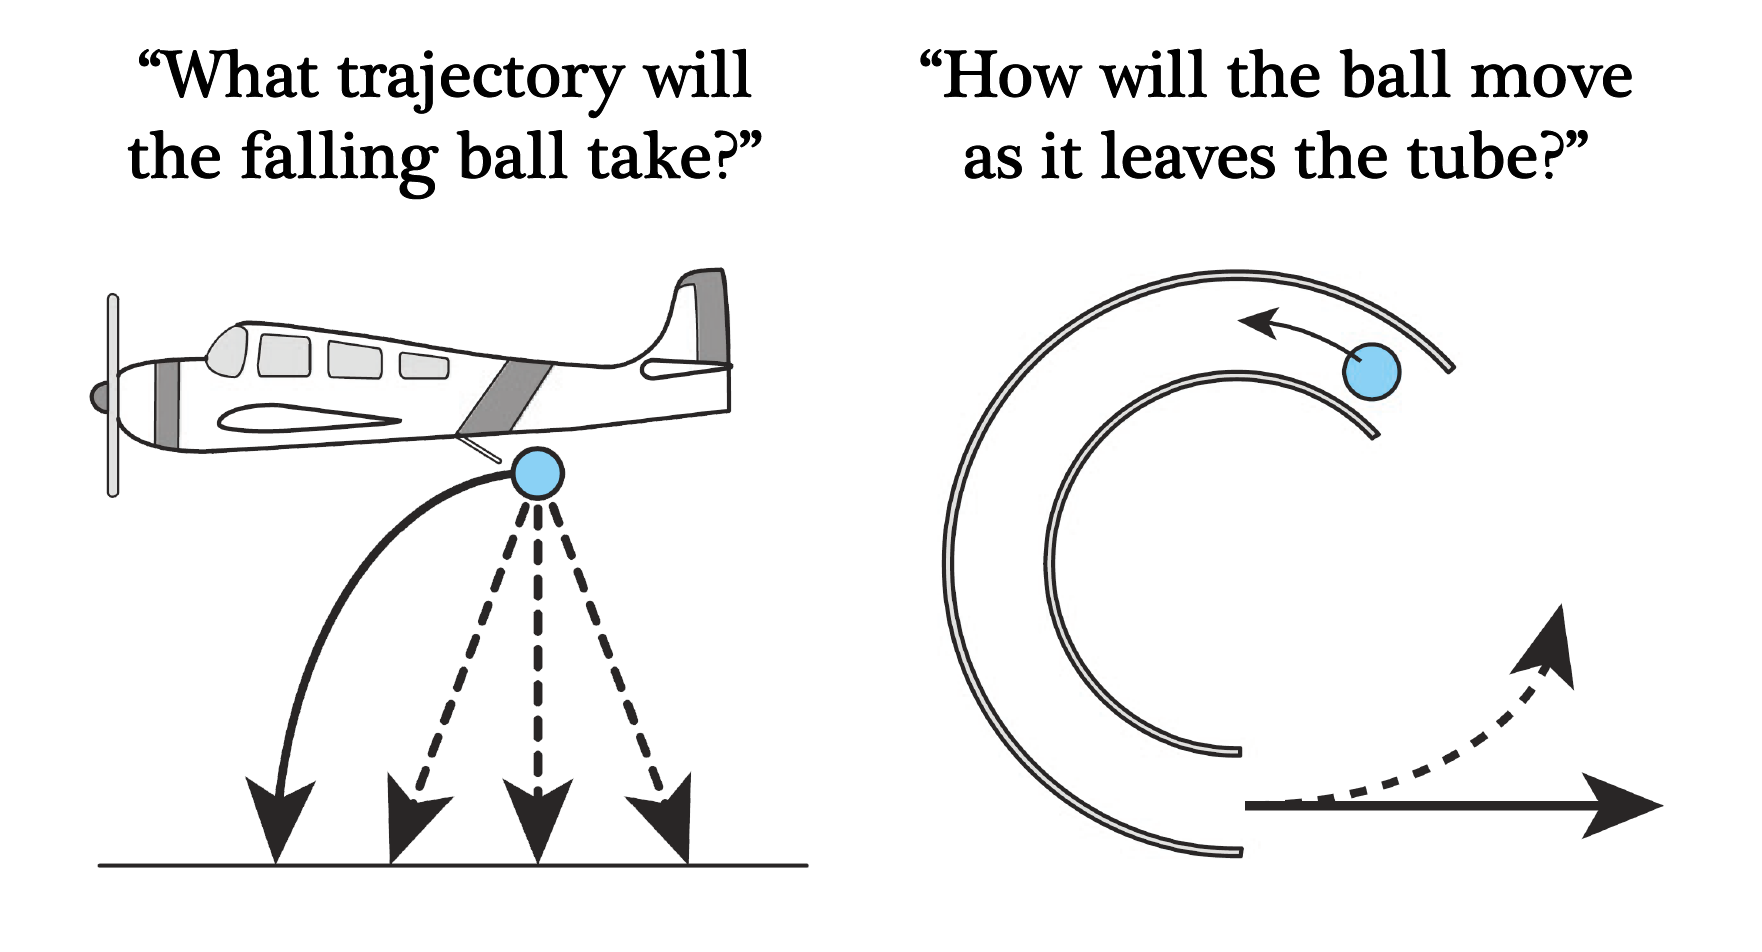 “What trajectory will
the falling ball take?”
“How will the ball move
as it leaves the tube?”